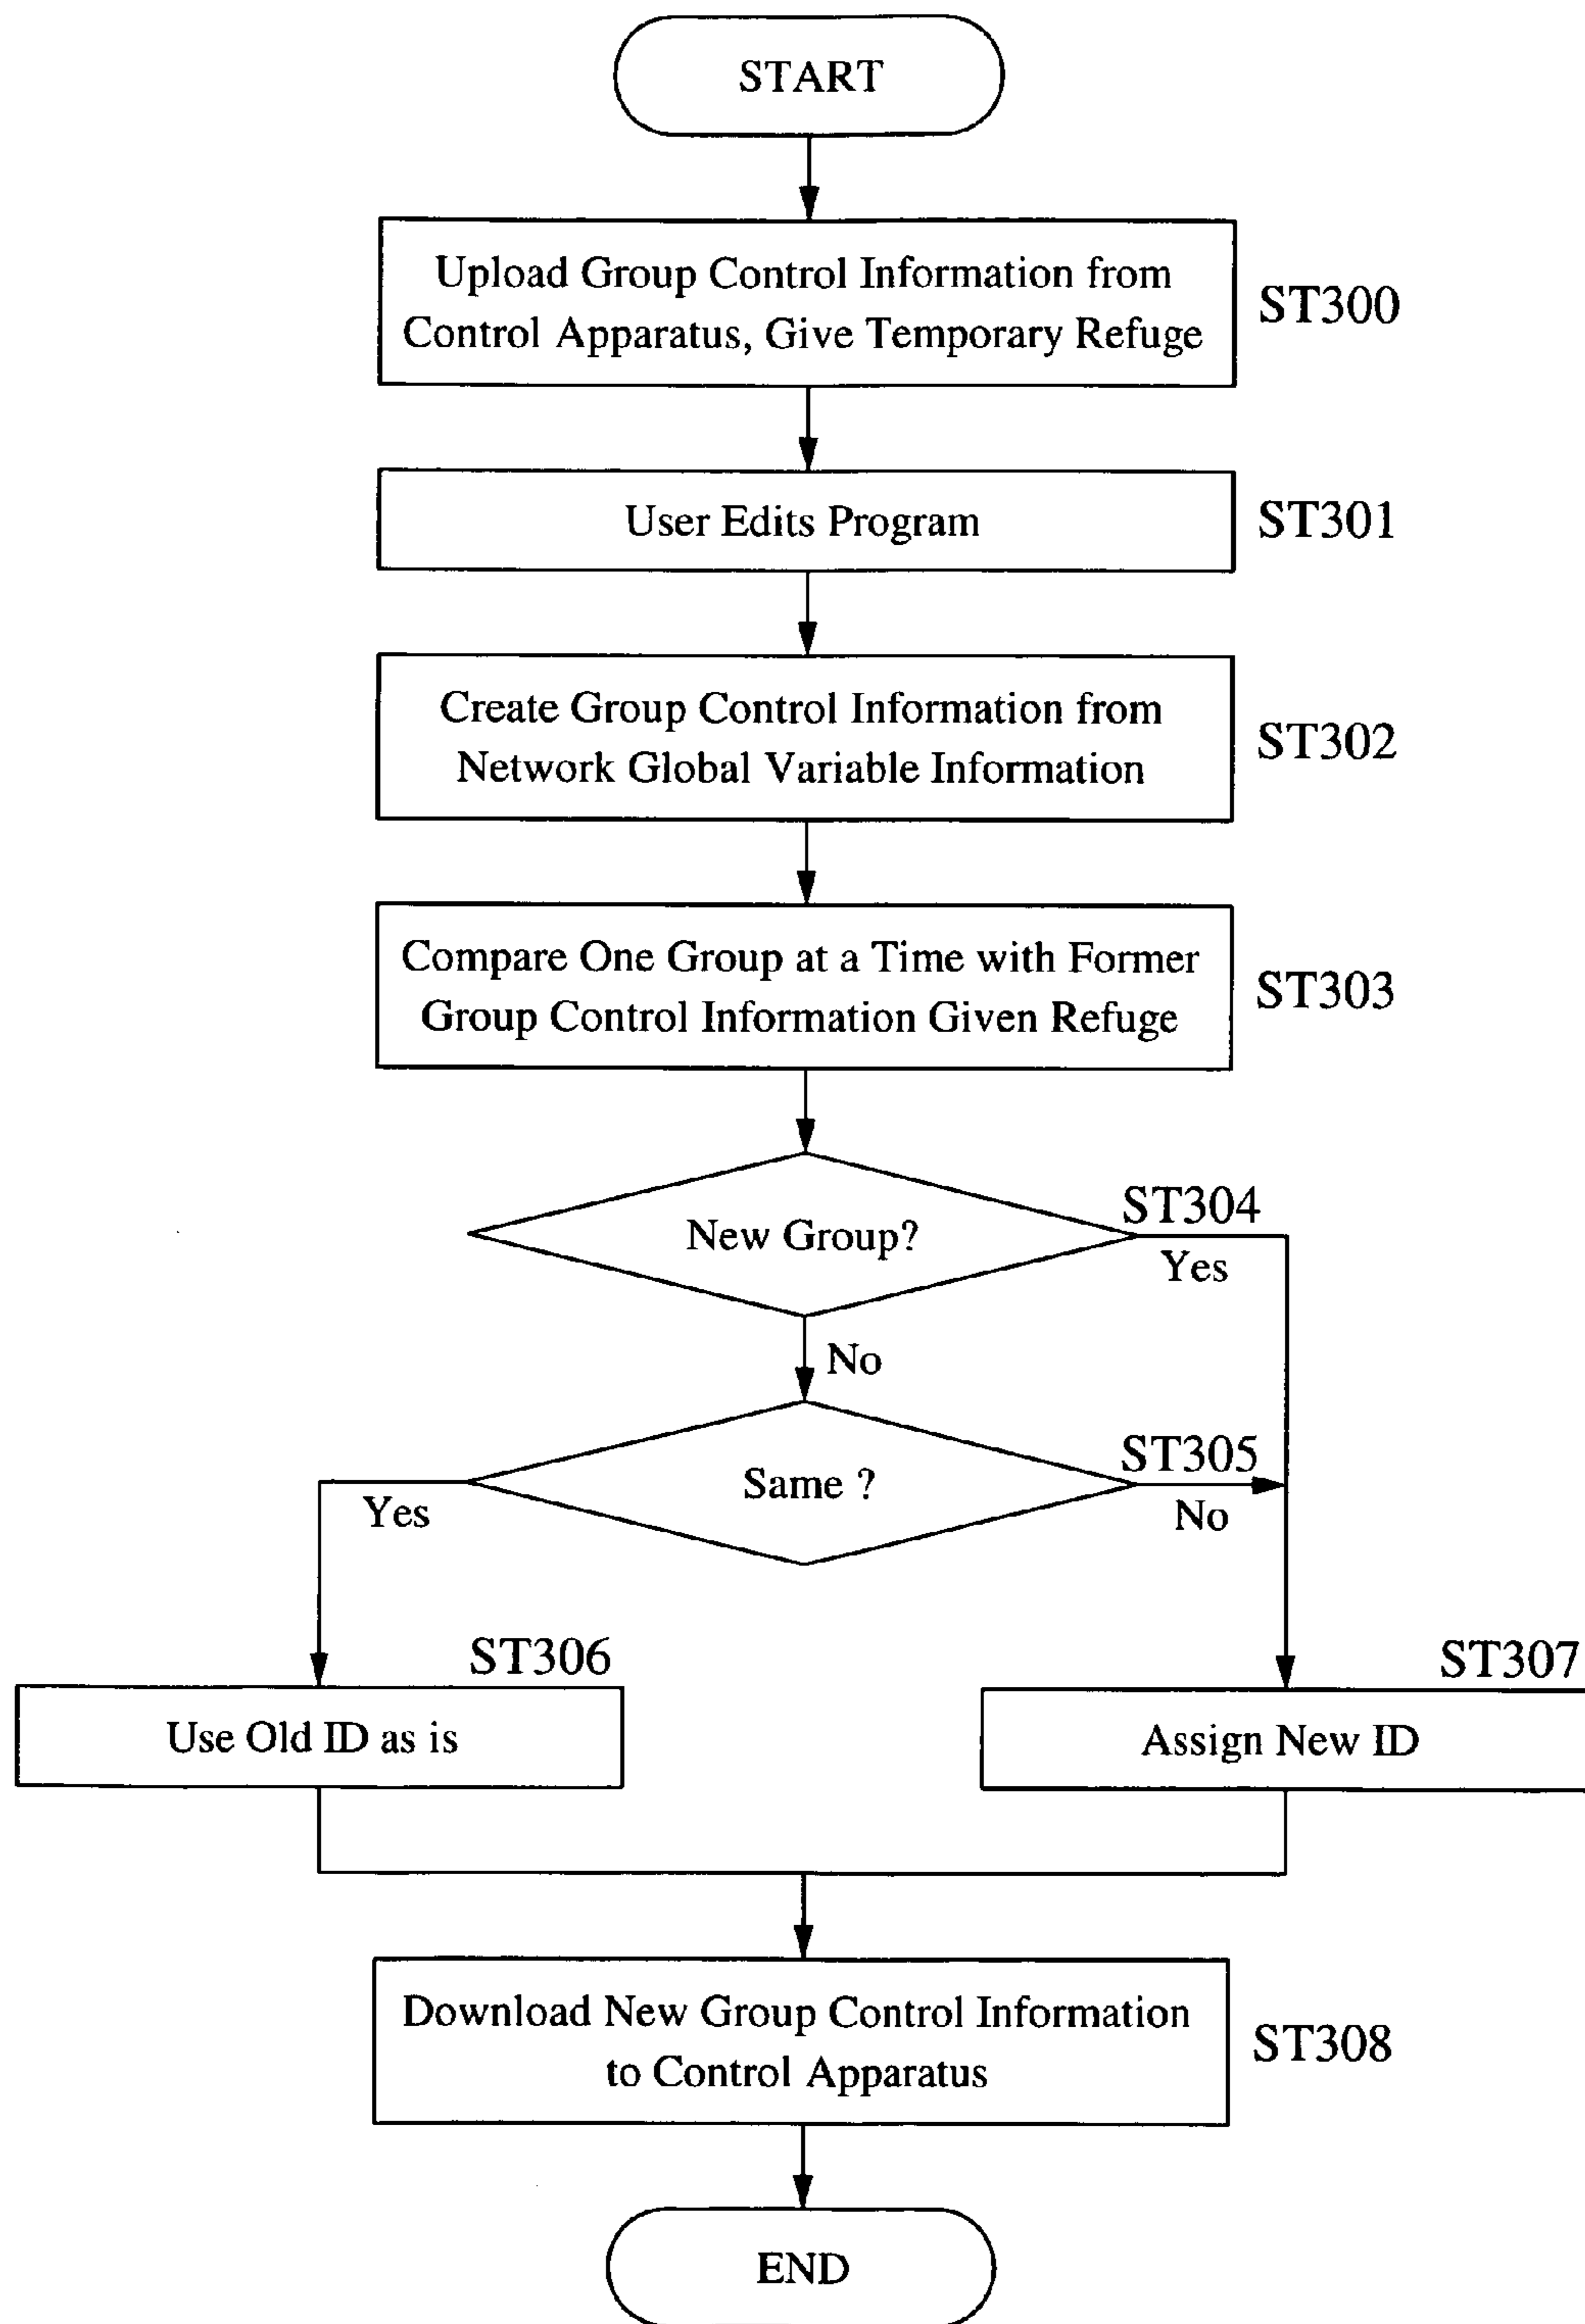 START
Upload Group Control Information from
Control Apparatus, Give Temporary Refuge
ST300
User Edits Program
ST301
Create Group Control Information from
Network Global Variable Information
ST302
Compare One Group at a Time with Former
Group Control Information Given Refuge
ST303
New Group?
ST304
Yes
No
Same ?
ST305
Yes
No
ST306
Use Old ID as is
ST307
Assign New ID
Download New Group Control Information
to Control Apparatus
ST308
END